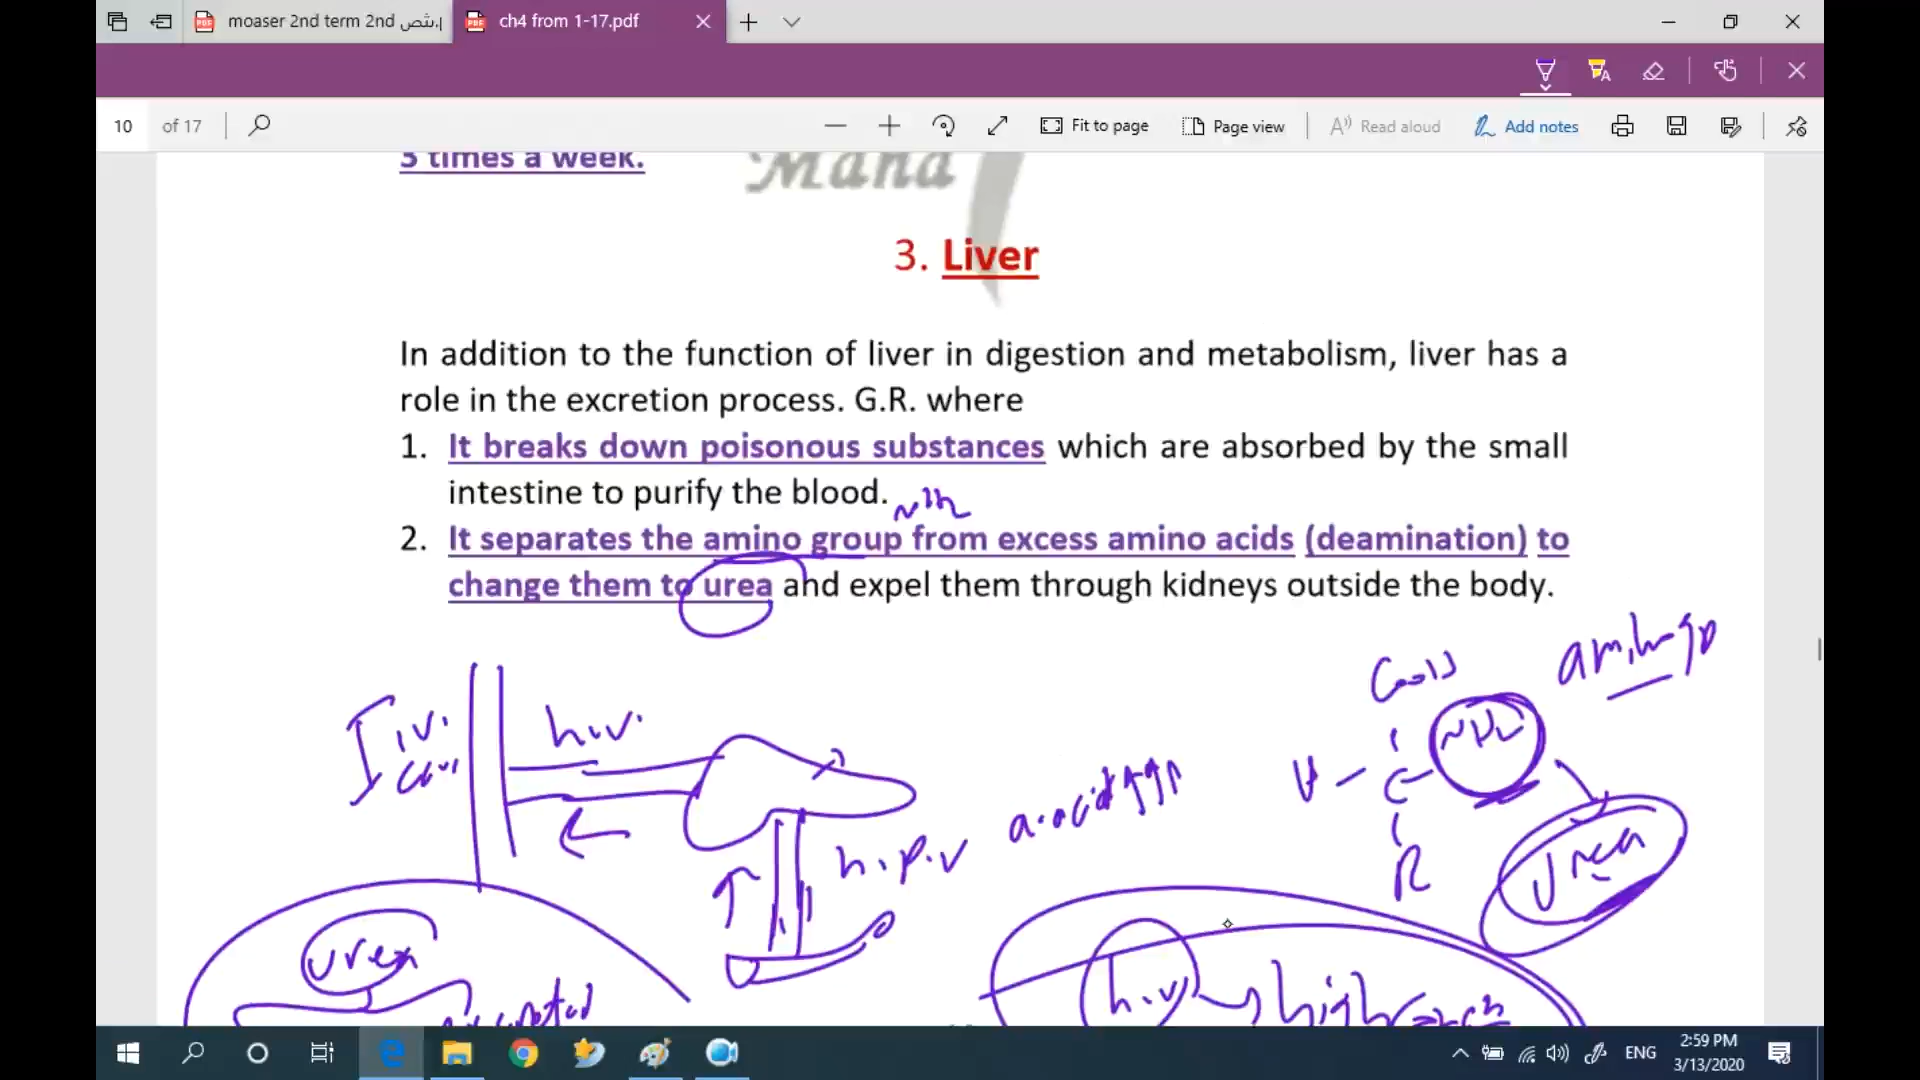 moaser 2nd term 2nd
ch4 from 1-17.pdf
10 of 17
Fit to page
Page view
Read aloud
Add notes
3 times a week.
Mana
3. Liver
In addition to the function of liver in digestion and metabolism, liver has a
role in the excretion process. G.R. where
1. It breaks down poisonous substances which are absorbed by the small
intestine to purify the blood.
2. It separates the amino group from excess amino acids (deamination) to
change them to urea and expel them through kidneys outside the body.
h.v.
h.p.v
H
C
R
Urea
urea
h.v
high
ENG
2:59 PM
3/13/2020